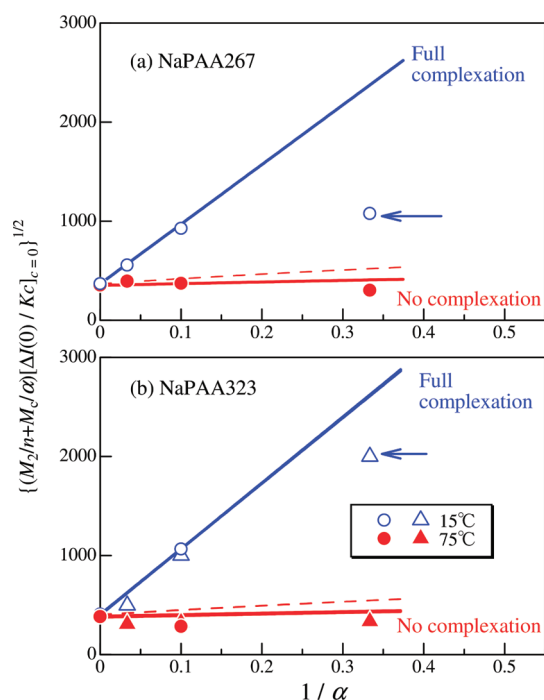 3000
(a) NaPAA267
Full
complexation
2000
1000
No complexation
0
0
0.1
0.2
0.3
0.4
0.5
{(M₂/n+Mc/α)[ΔI(0) / Kc]c=0}^1/2
3000
(b) NaPAA323
Full
complexation
2000
15℃
75℃
1000
No complexation
0
0
0.1
0.2
0.3
0.4
0.5
1 / α